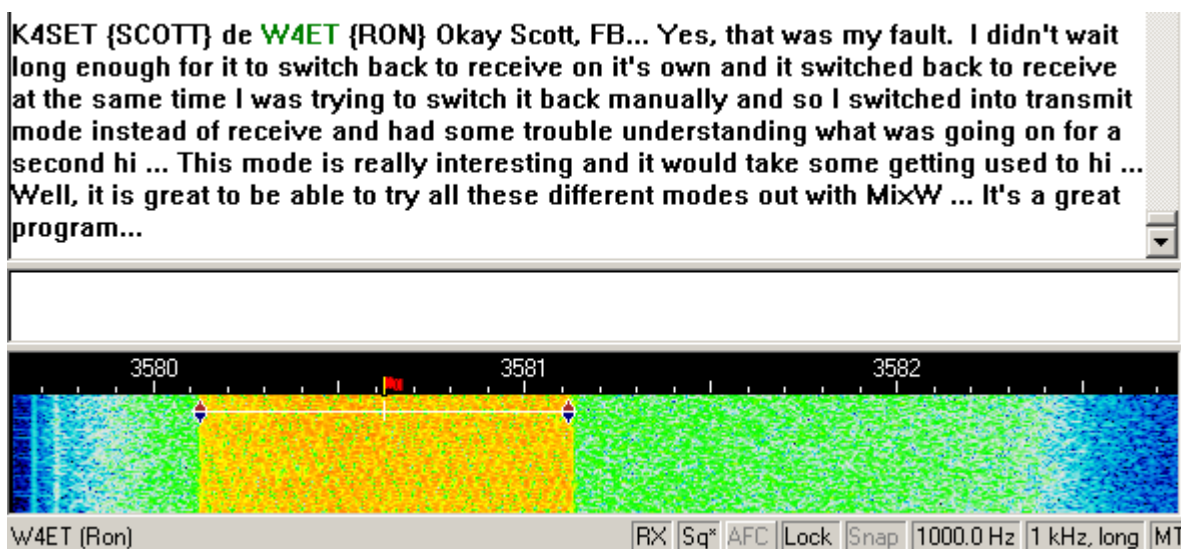 K4SET {SCOTT} de W4ET {RON} Okay Scott, FB... Yes, that was my fault.  I didn't wait
long enough for it to switch back to receive on it's own and it switched back to receive
at the same time I was trying to switch it back manually and so I switched into transmit
mode instead of receive and had some trouble understanding what was going on for a
second hi ... This mode is really interesting and it would take some getting used to hi ...
Well, it is great to be able to try all these different modes out with MixW ... It's a great
program...
3580 3581 3582
W4ET (Ron) RX Sq* AFC Lock Snap 1000.0 Hz 1 kHz, long MT